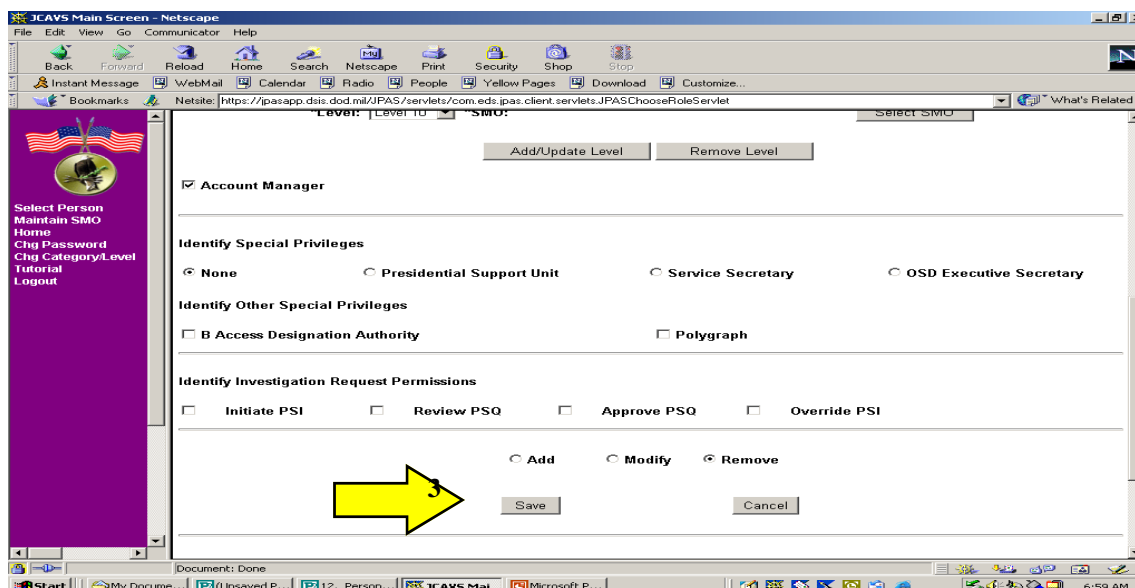 JCAVS Main Screen - Netscape
File Edit View Go Communicator Help
Back Forward Reload Home Search Netscape Print Security Shop Stop
My
N
Instant Message WebMail Calendar Radio People Yellow Pages Download Customize...
Bookmarks Netsite: https://jpasapp.dsis.dod.mil/JPAS/servlets/com.eds.jpas.client.servlets.JPASChooseRoleServlet What's Related
*Level: Level 10 *SMO: Select SMO
Add/Update Level Remove Level
Account Manager
Select Person
Maintain SMO
Home
Chg Password
Chg Category/Level
Tutorial
Logout
Identify Special Privileges
None Presidential Support Unit Service Secretary OSD Executive Secretary
Identify Other Special Privileges
B Access Designation Authority Polygraph
Identify Investigation Request Permissions
Initiate PSI Review PSQ Approve PSQ Override PSI
Add Modify Remove
3
Save Cancel
Document: Done
Start My Docume... (Unsaved P... 12. Person... JCAVS Mai... Microsoft P... 6:59 AM